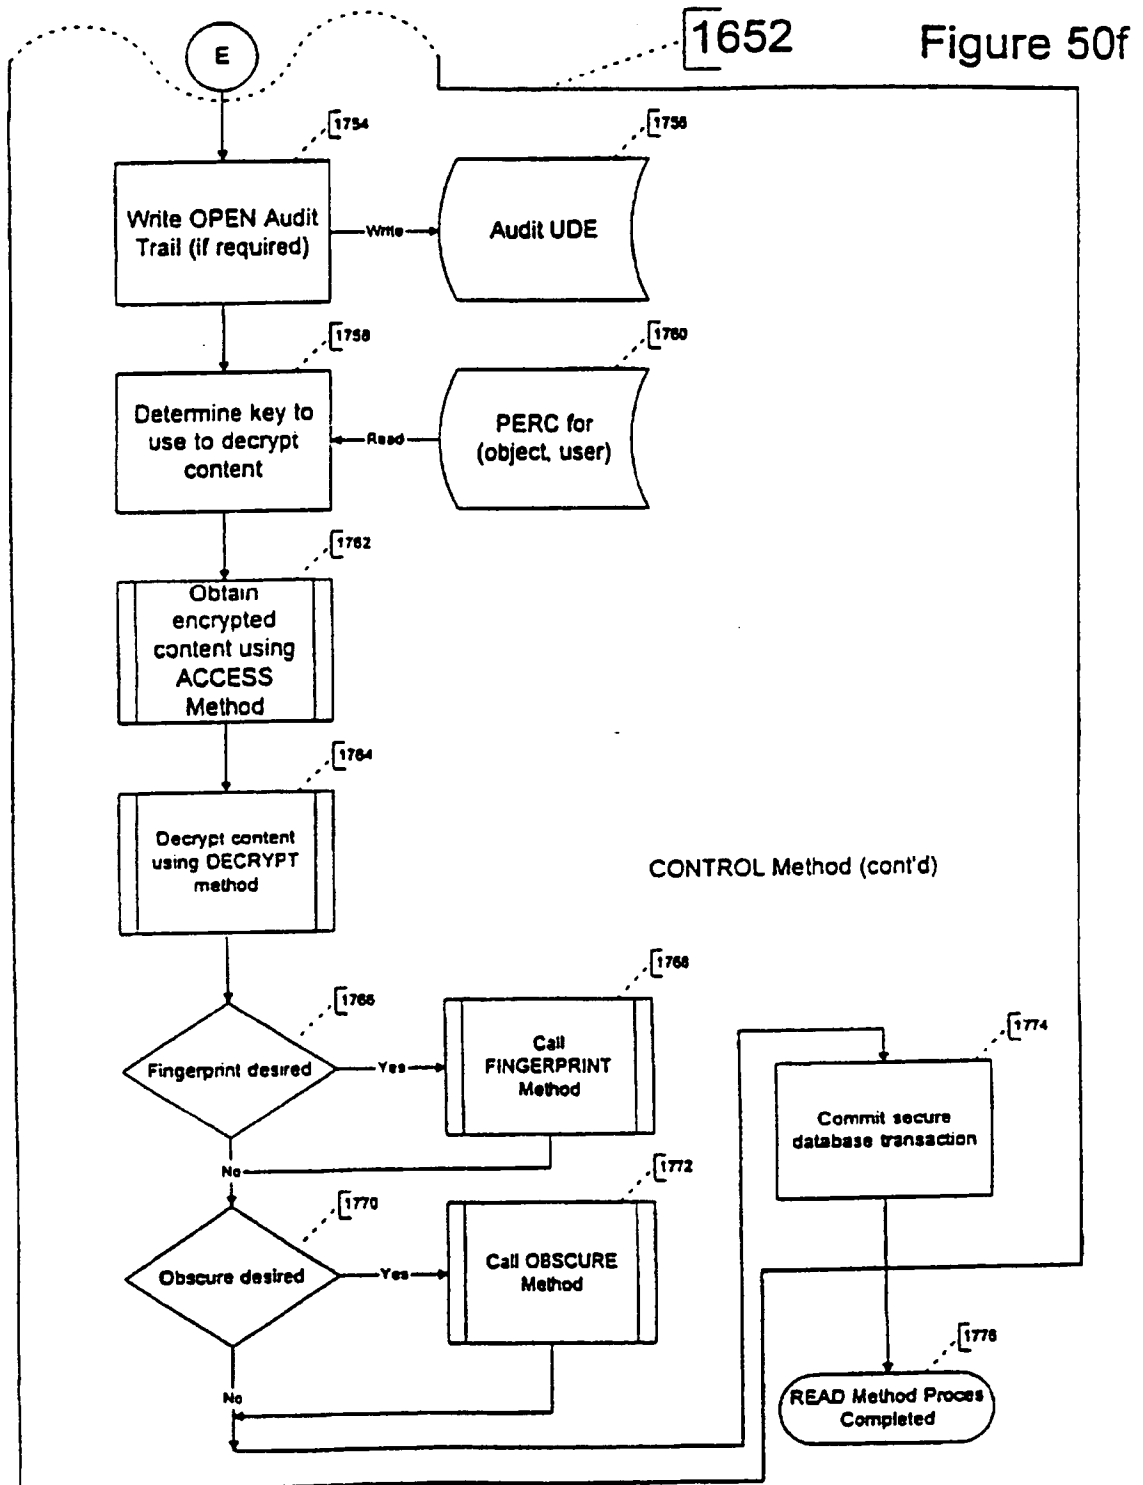 1652
Figure 50f
E
1754
1756
Write OPEN Audit
Trail (if required)
Write
Audit UDE
1758
1760
Determine key to
use to decrypt
content
Read
PERC for
(object, user)
1762
Obtain
encrypted
content using
ACCESS
Method
1764
Decrypt content
using DECRYPT
method
CONTROL Method (cont'd)
1766
1768
Fingerprint desired
Yes
Call
FINGERPRINT
Method
1774
Commit secure
database transaction
No
1770
1772
Obscure desired
Yes
Call OBSCURE
Method
No
1776
READ Method Proces
Completed